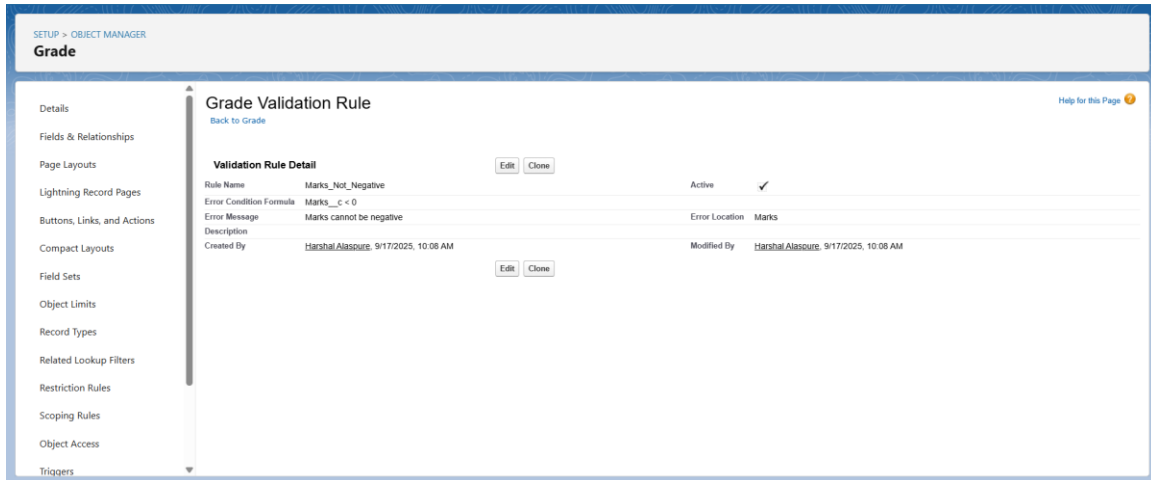 SETUP > OBJECT MANAGER
Grade
Details
Fields & Relationships
Page Layouts
Lightning Record Pages
Buttons, Links, and Actions
Compact Layouts
Field Sets
Object Limits
Record Types
Related Lookup Filters
Restriction Rules
Scoping Rules
Object Access
Triggers
Grade Validation Rule
Help for this Page ?
Back to Grade
Validation Rule Detail Edit Clone
Rule Name Marks_Not_Negative Active ✓
Error Condition Formula Marks__c < 0
Error Message Marks cannot be negative Error Location Marks
Description
Created By Harshal Alaspure, 9/17/2025, 10:08 AM Modified By Harshal Alaspure, 9/17/2025, 10:08 AM
Edit Clone